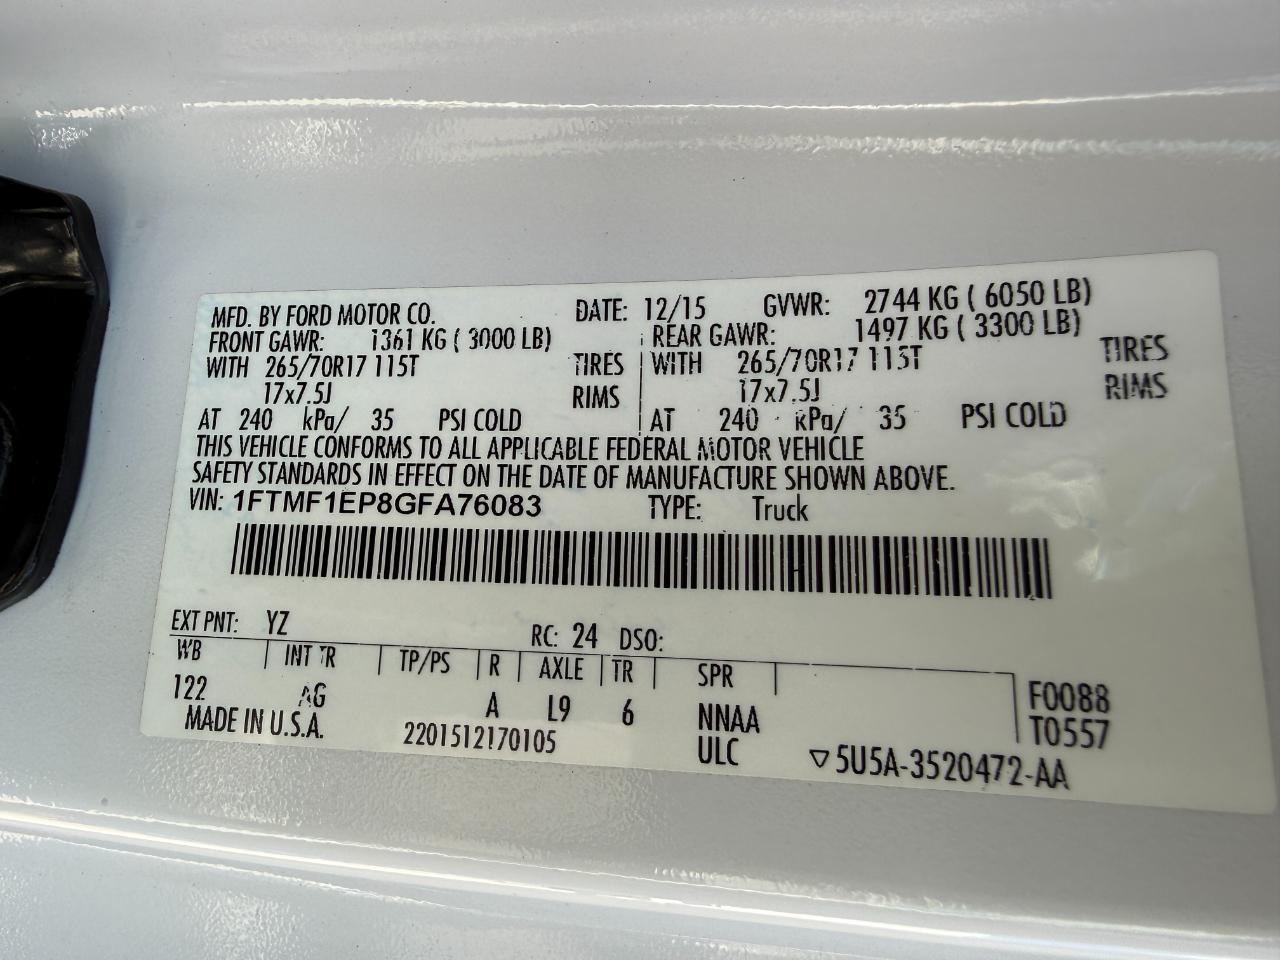 MFD. BY FORD MOTOR CO. DATE: 12/15 GVWR: 2744 KG ( 6050 LB)
FRONT GAWR: 1361 KG ( 3000 LB) REAR GAWR: 1497 KG ( 3300 LB)
WITH 265/70R17 115T TIRES WITH 265/70R17 115T TIRES
17x7.5J RIMS 17x7.5J RIMS
AT 240 kPa/ 35 PSI COLD AT 240 kPa/ 35 PSI COLD
THIS VEHICLE CONFORMS TO ALL APPLICABLE FEDERAL MOTOR VEHICLE
SAFETY STANDARDS IN EFFECT ON THE DATE OF MANUFACTURE SHOWN ABOVE.
VIN: 1FTMF1EP8GFA76083 TYPE: Truck
EXT PNT: YZ RC: 24 DSO:
WB INT TR TP/PS R AXLE TR SPR
122 AG A L9 6 NNAA F0088
MADE IN U.S.A. 2201512170105 ULC T0557
▽5U5A-3520472-AA